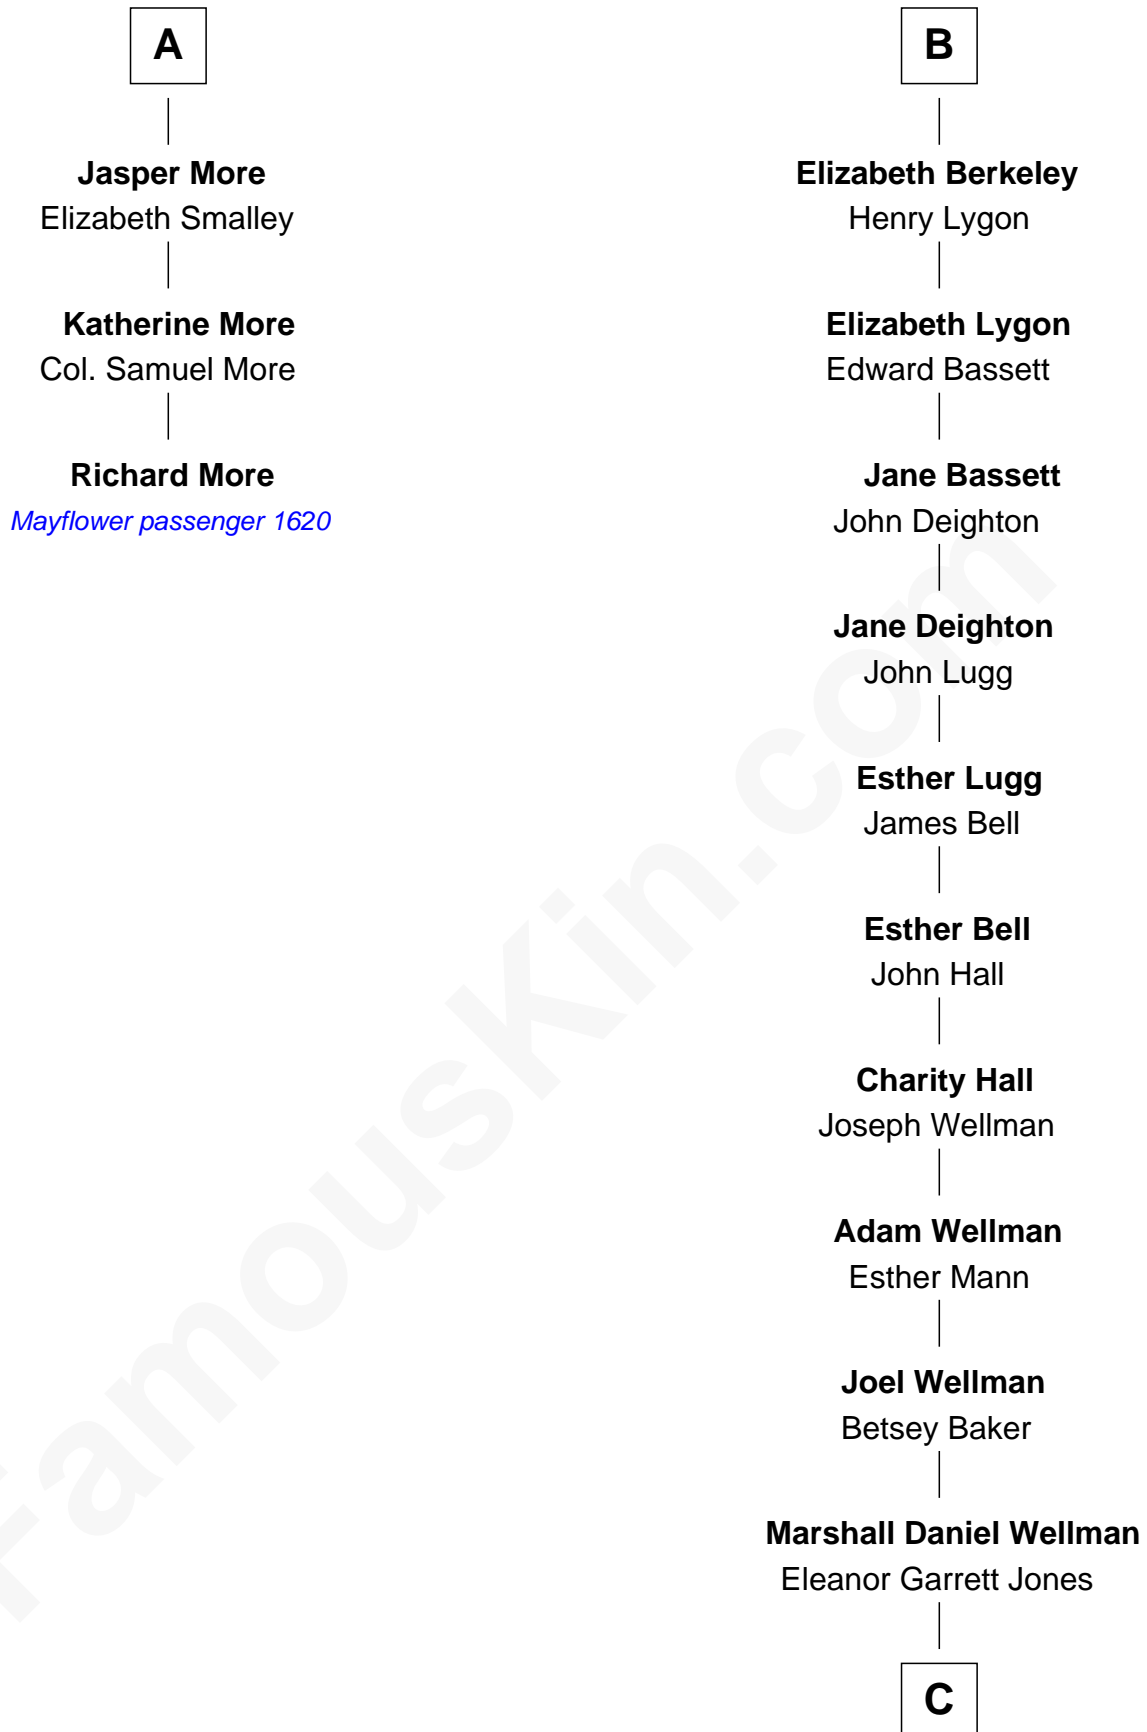 A
Jasper More
Elizabeth Smalley
Katherine More
Col. Samuel More
Richard More
Mayflower passenger 1620
B
Elizabeth Berkeley
Henry Lygon
Elizabeth Lygon
Edward Bassett
Jane Bassett
John Deighton
Jane Deighton
John Lugg
Esther Lugg
James Bell
Esther Bell
John Hall
Charity Hall
Joseph Wellman
Adam Wellman
Esther Mann
Joel Wellman
Betsey Baker
Marshall Daniel Wellman
Eleanor Garrett Jones
C
FamousKin.com